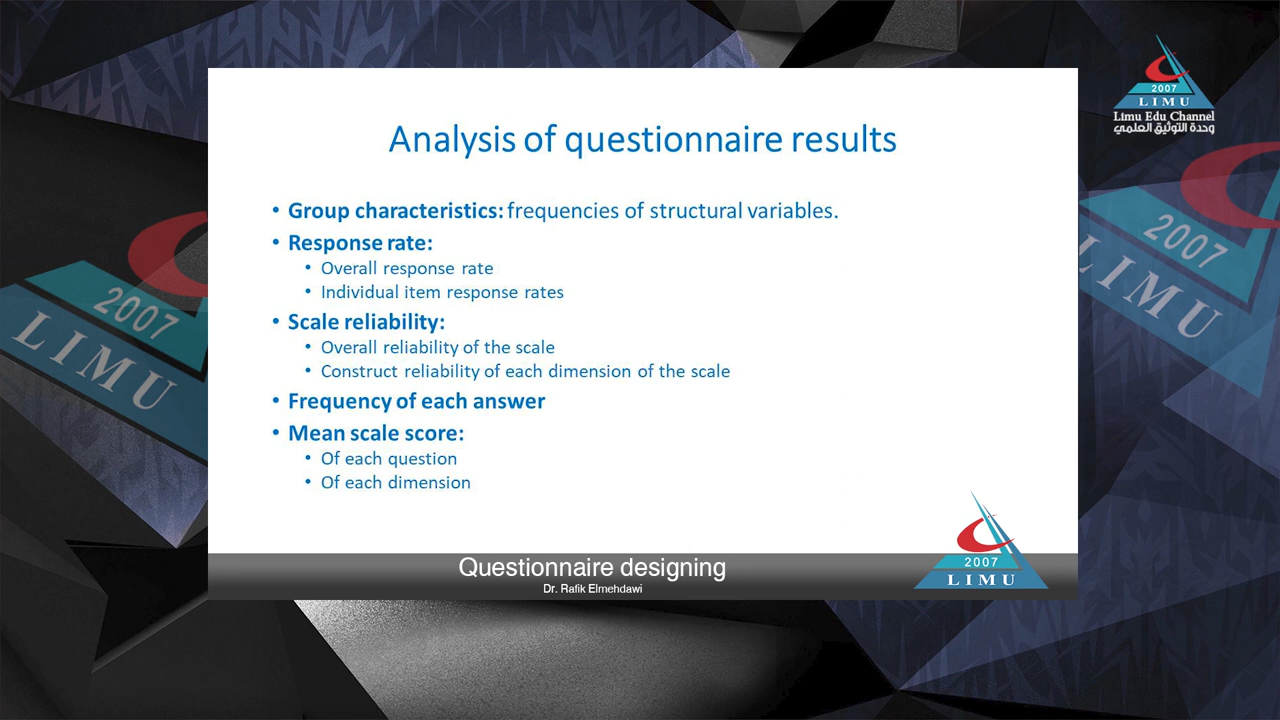 2007
LIMU
Limu Edu Channel
وحدة التوثيق العلمي
Analysis of questionnaire results
• Group characteristics: frequencies of structural variables.
• Response rate:
• Overall response rate
• Individual item response rates
• Scale reliability:
• Overall reliability of the scale
• Construct reliability of each dimension of the scale
• Frequency of each answer
• Mean scale score:
• Of each question
• Of each dimension
2007
LIMU
2007
LIMU
2007
LIMU
Questionnaire designing
Dr. Rafik Elmehdawi